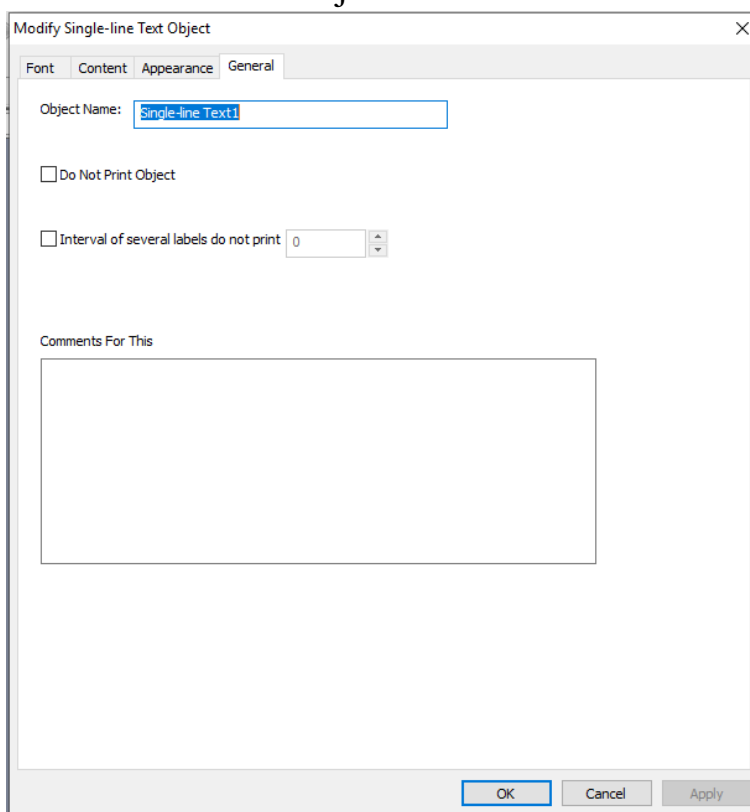 Modify Single-line Text Object
Font Content Appearance General
Object Name: Single-line Text1
Do Not Print Object
Interval of several labels do not print 0
Comments For This
OK Cancel Apply